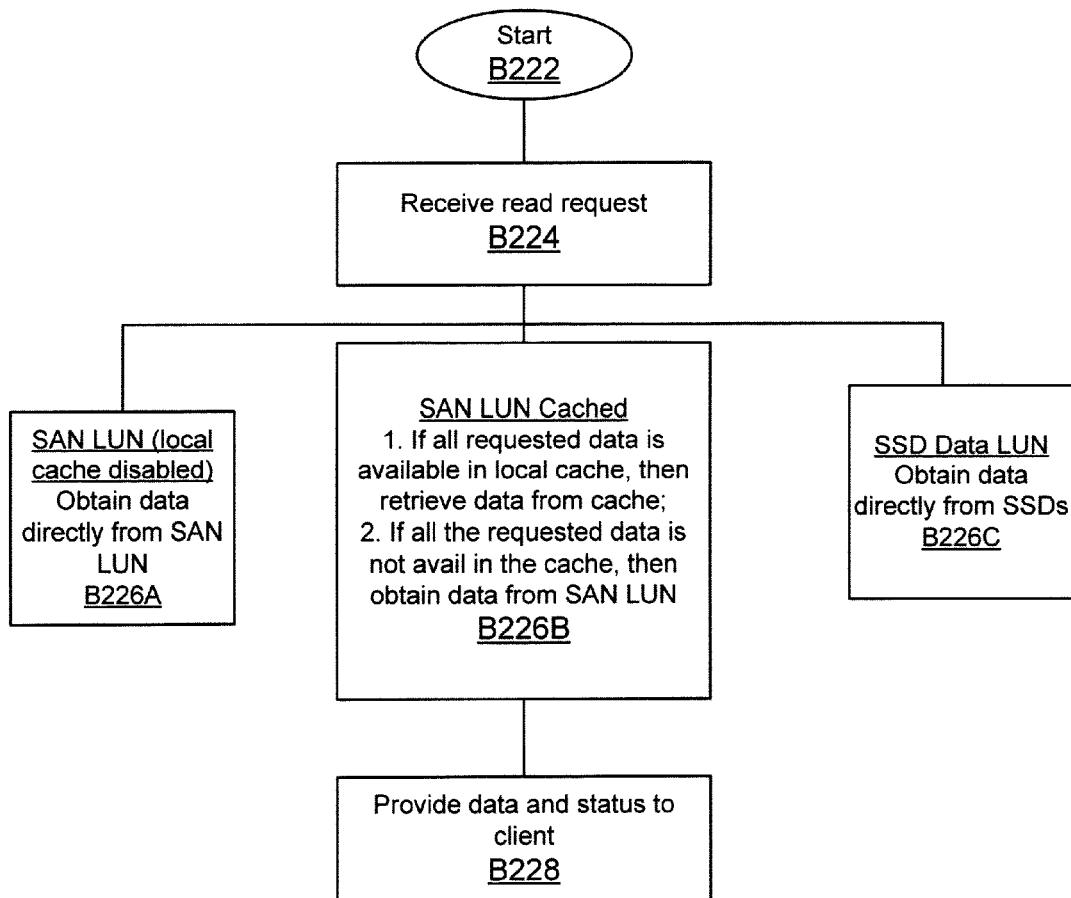 Start
B222
Receive read request
B224
SAN LUN (local
cache disabled)
Obtain data
directly from SAN
LUN
B226A
SAN LUN Cached
1. If all requested data is
available in local cache, then
retrieve data from cache;
2. If all the requested data is
not avail in the cache, then
obtain data from SAN LUN
B226B
SSD Data LUN
Obtain data
directly from SSDs
B226C
Provide data and status to
client
B228